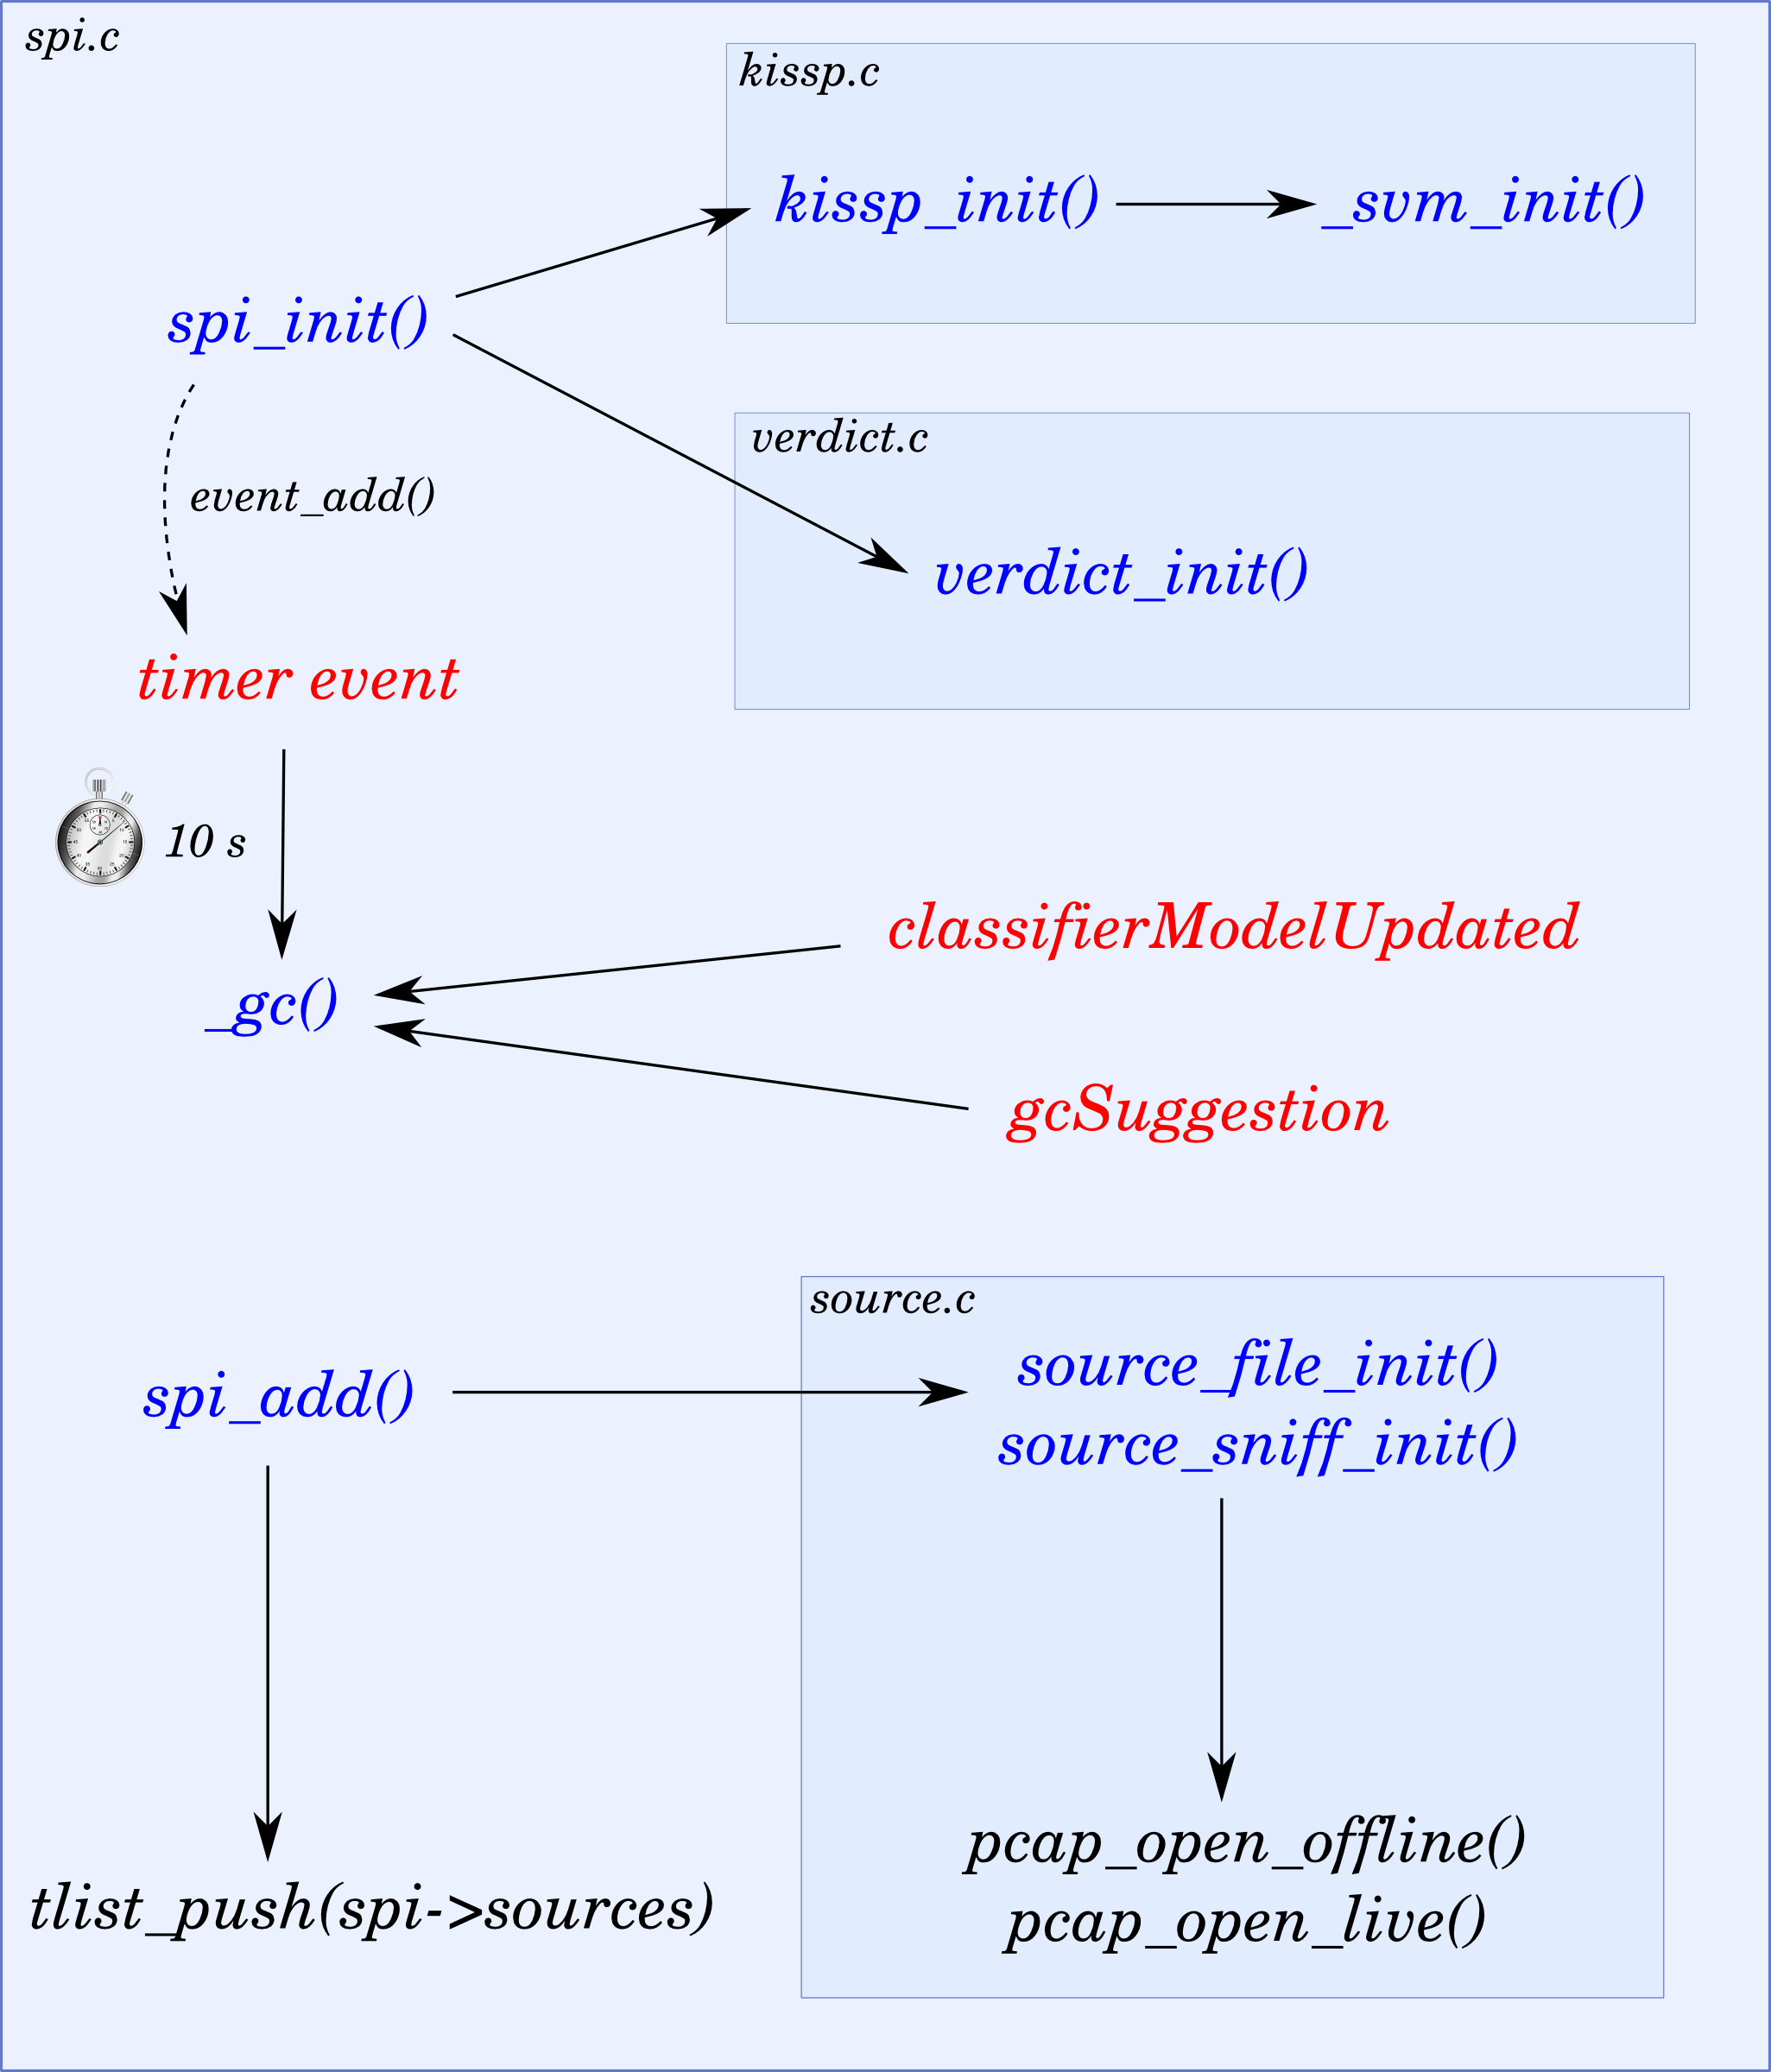 spi.c
kissp.c
kissp_init()
_svm_init()
spi_init()
verdict.c
event_add()
verdict_init()
timer event
10 s
classifierModelUpdated
_gc()
gcSuggestion
source.c
spi_add()
source_file_init()
source_sniff_init()
pcap_open_offline()
pcap_open_live()
tlist_push(spi->sources)